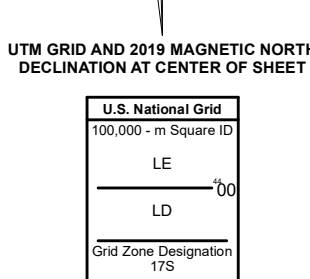 UTM GRID AND 2019 MAGNETIC NORTH
DECLINATION AT CENTER OF SHEET
U.S. National Grid
100,000 - m Square ID
LE
4400
LD
Grid Zone Designation
17S